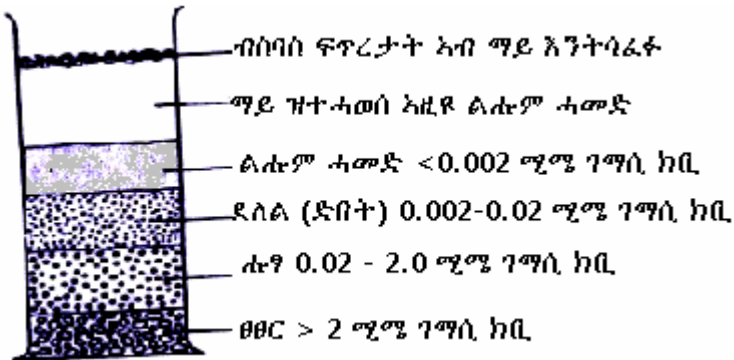 ብስባስ ፍጥረታት ኣብ ማይ እንትሳፈፉ
ማይ ዝተሓወሰ ኣዚዩ ልሑም ሓመድ
ልሑም ሓመድ <0.002 ሚሜ ገማሲ ክቢ
ደለል (ድበት) 0.002-0.02 ሚሜ ገማሲ ክቢ
ሑፃ 0.02 - 2.0 ሚሜ ገማሲ ክቢ
ፀፀር > 2 ሚሜ ገማሲ ክቢ